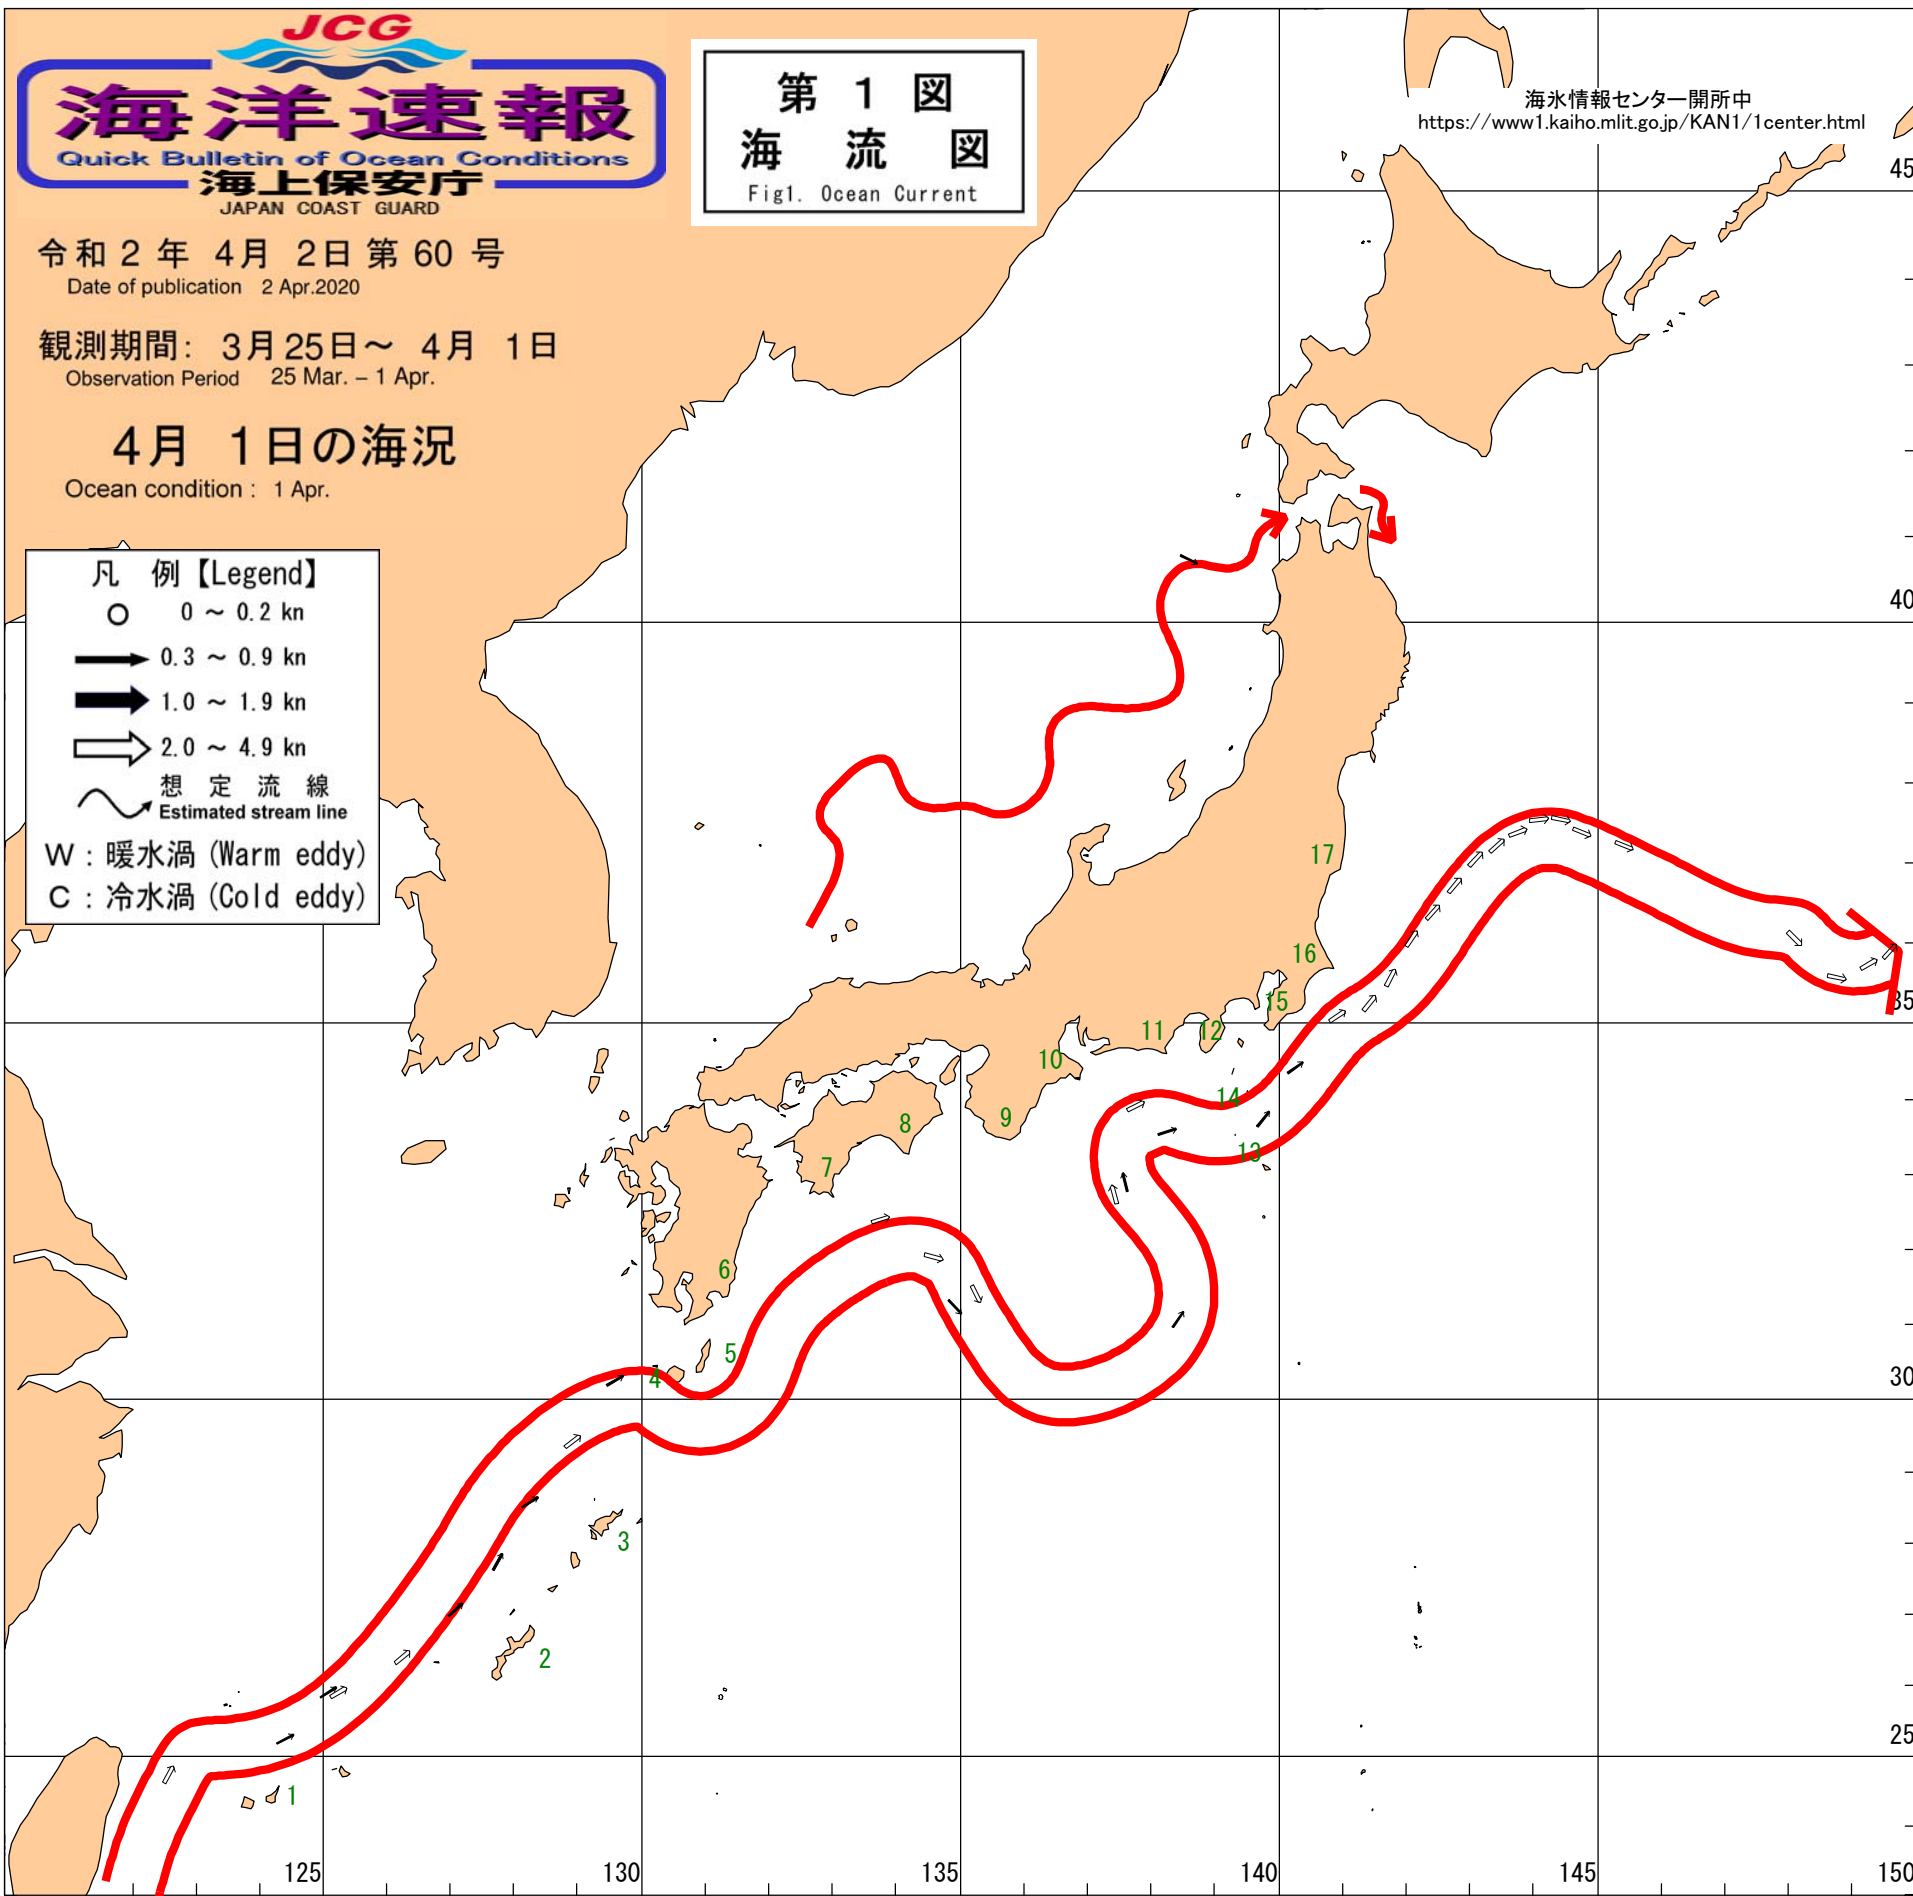 JCG
海洋速報
Quick Bulletin of Ocean Conditions
海上保安庁
JAPAN COAST GUARD
第 1 図
海 流 図
Fig1. Ocean Current
海氷情報センター開所中
https://www1.kaiho.mlit.go.jp/KAN1/1center.html
令和 2 年 4月 2日 第 60 号
Date of publication 2 Apr.2020
観測期間: 3月25日～ 4月 1日
Observation Period 25 Mar. – 1 Apr.
4月 1日の海況
Ocean condition : 1 Apr.
凡 例【Legend】
0 ～ 0.2 kn
0.3 ～ 0.9 kn
1.0 ～ 1.9 kn
2.0 ～ 4.9 kn
想 定 流 線
Estimated stream line
W : 暖水渦 (Warm eddy)
C : 冷水渦 (Cold eddy)
45
40
17
16
35
15
11
12
10
14
9
8
13
7
6
5
4
30
3
2
25
1
125
130
135
140
145
150